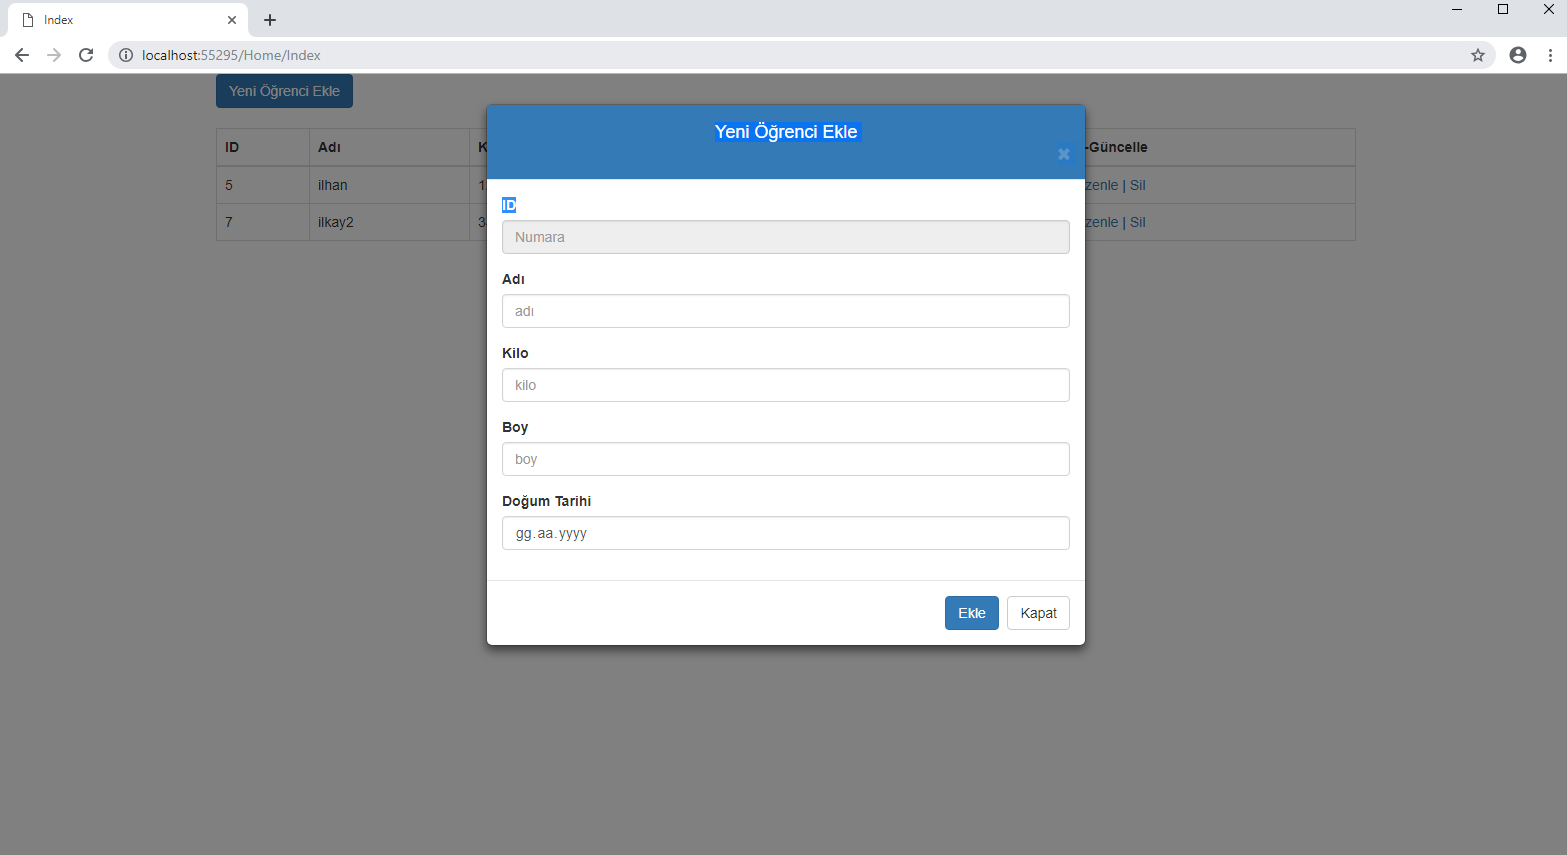 Index
localhost:55295/Home/Index
Yeni Öğrenci Ekle
ID Adı K -Güncelle
5 ilhan 1 zenle | Sil
7 ilkay2 3 zenle | Sil
Yeni Öğrenci Ekle
ID
Numara
Adı
adı
Kilo
kilo
Boy
boy
Doğum Tarihi
gg.aa.yyyy
Ekle Kapat